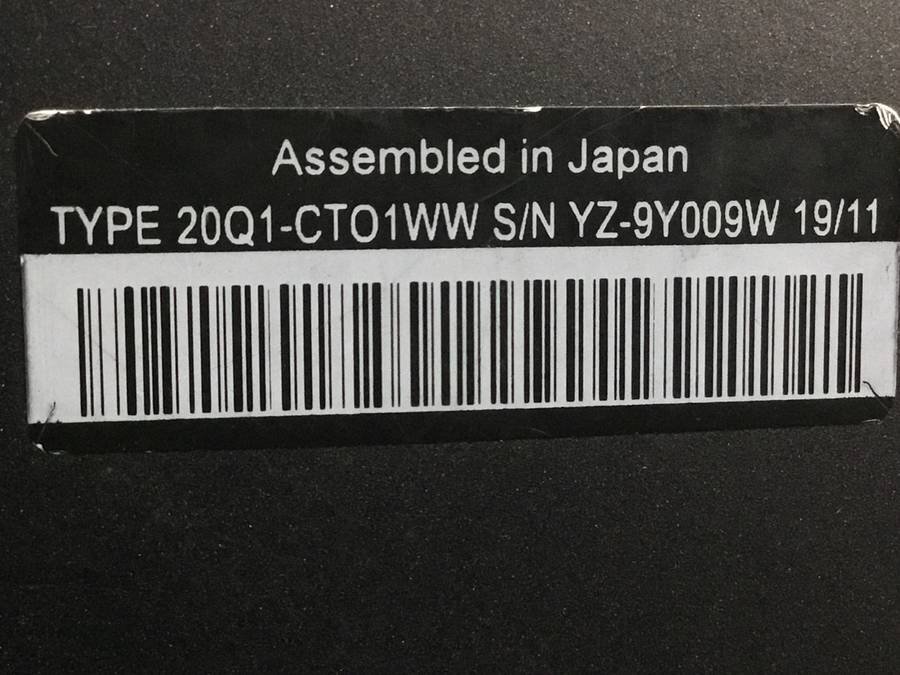 Assembled in Japan
TYPE 20Q1-CTO1WW S/N YZ-9Y009W 19/11